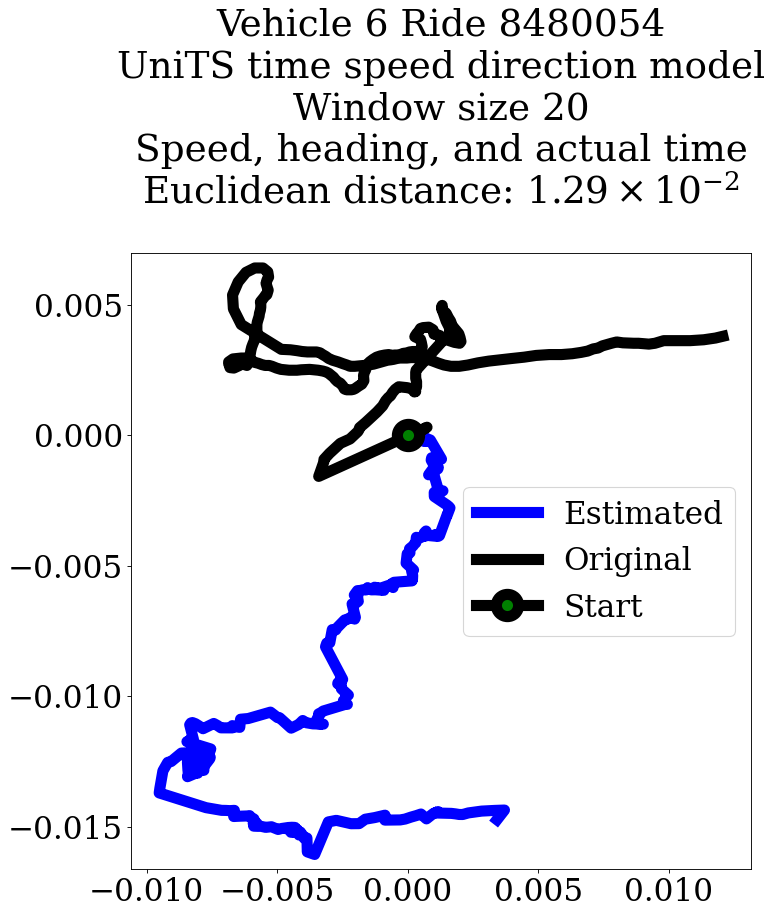 Vehicle 6 Ride 8480054
UniTS time speed direction model
Window size 20
Speed, heading, and actual time
Euclidean distance: 1.29 × 10⁻²
0.005
0.000
−0.005
−0.010
−0.015
Estimated
Original
Start
−0.010 −0.005 0.000 0.005 0.010